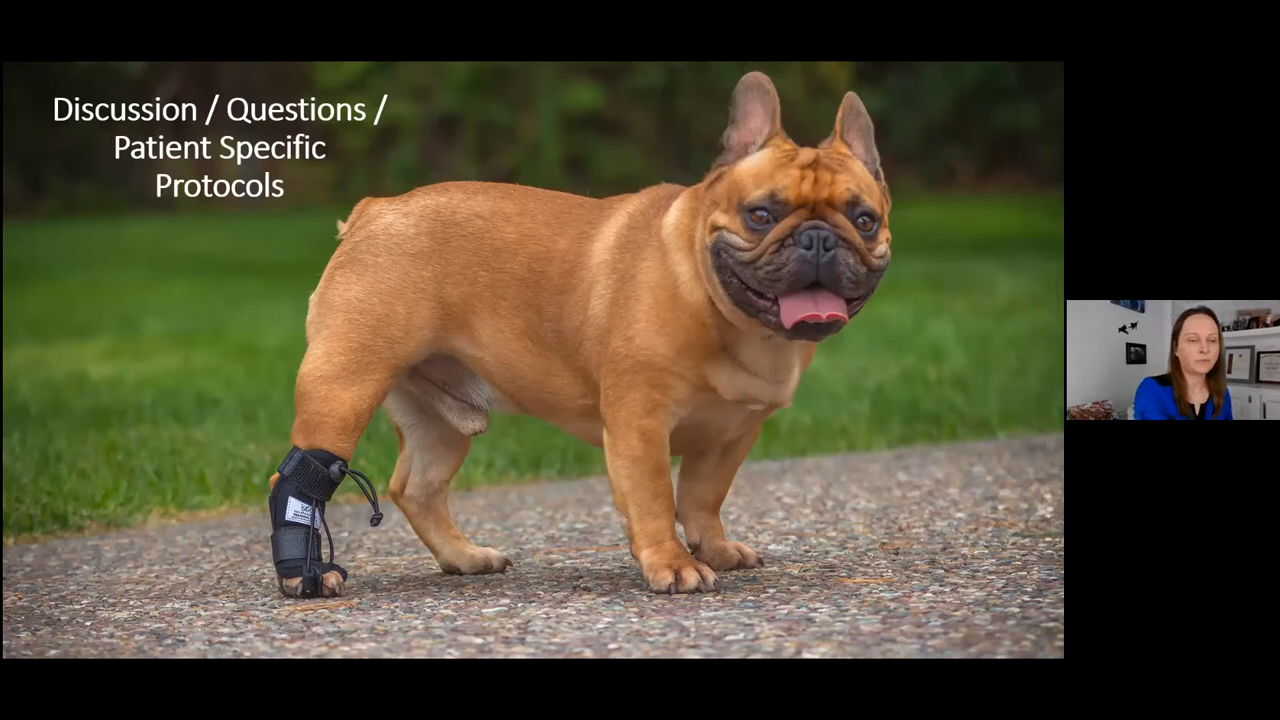 Discussion / Questions /
Patient Specific
Protocols